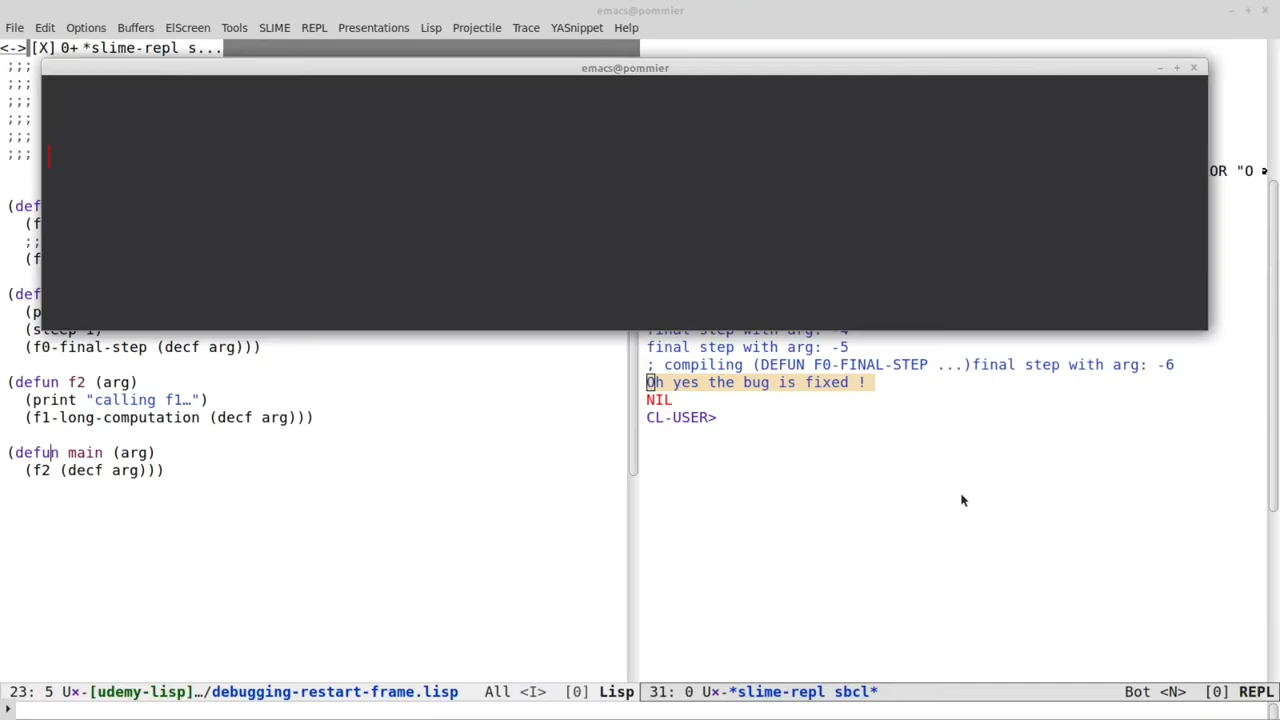 emacs@pommier
File Edit Options Buffers ElScreen Tools SLIME REPL Presentations Lisp Projectile Trace YASnippet Help
<->[X] 0+ *slime-repl s...
emacs@pommier
;;;
;;;
;;;
;;;
;;;
;;;
OR "O
(def
(f
;;
(f
(def
(p
(sleep 1)
(f0-final-step (decf arg)))
(defun f2 (arg)
(print "calling f1…")
(f1-long-computation (decf arg)))
(defun main (arg)
(f2 (decf arg)))
final step with arg: -4
final step with arg: -5
; compiling (DEFUN F0-FINAL-STEP ...)final step with arg: -6
Oh yes the bug is fixed !
NIL
CL-USER>
23: 5 U×-[udemy-lisp]…/debugging-restart-frame.lisp All <I> [0] Lisp
31: 0 U×-*slime-repl sbcl* Bot <N> [0] REPL